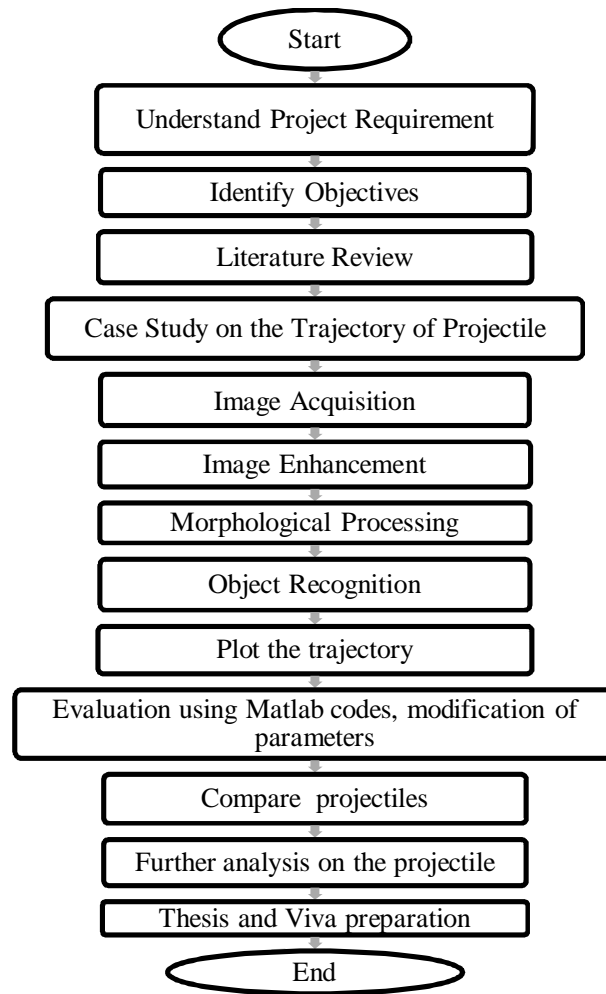 Start
Understand Project Requirement
Identify Objectives
Literature Review
Case Study on the Trajectory of Projectile
Image Acquisition
Image Enhancement
Morphological Processing
Object Recognition
Plot the trajectory
Evaluation using Matlab codes, modification of
parameters
Compare projectiles
Further analysis on the projectile
Thesis and Viva preparation
End